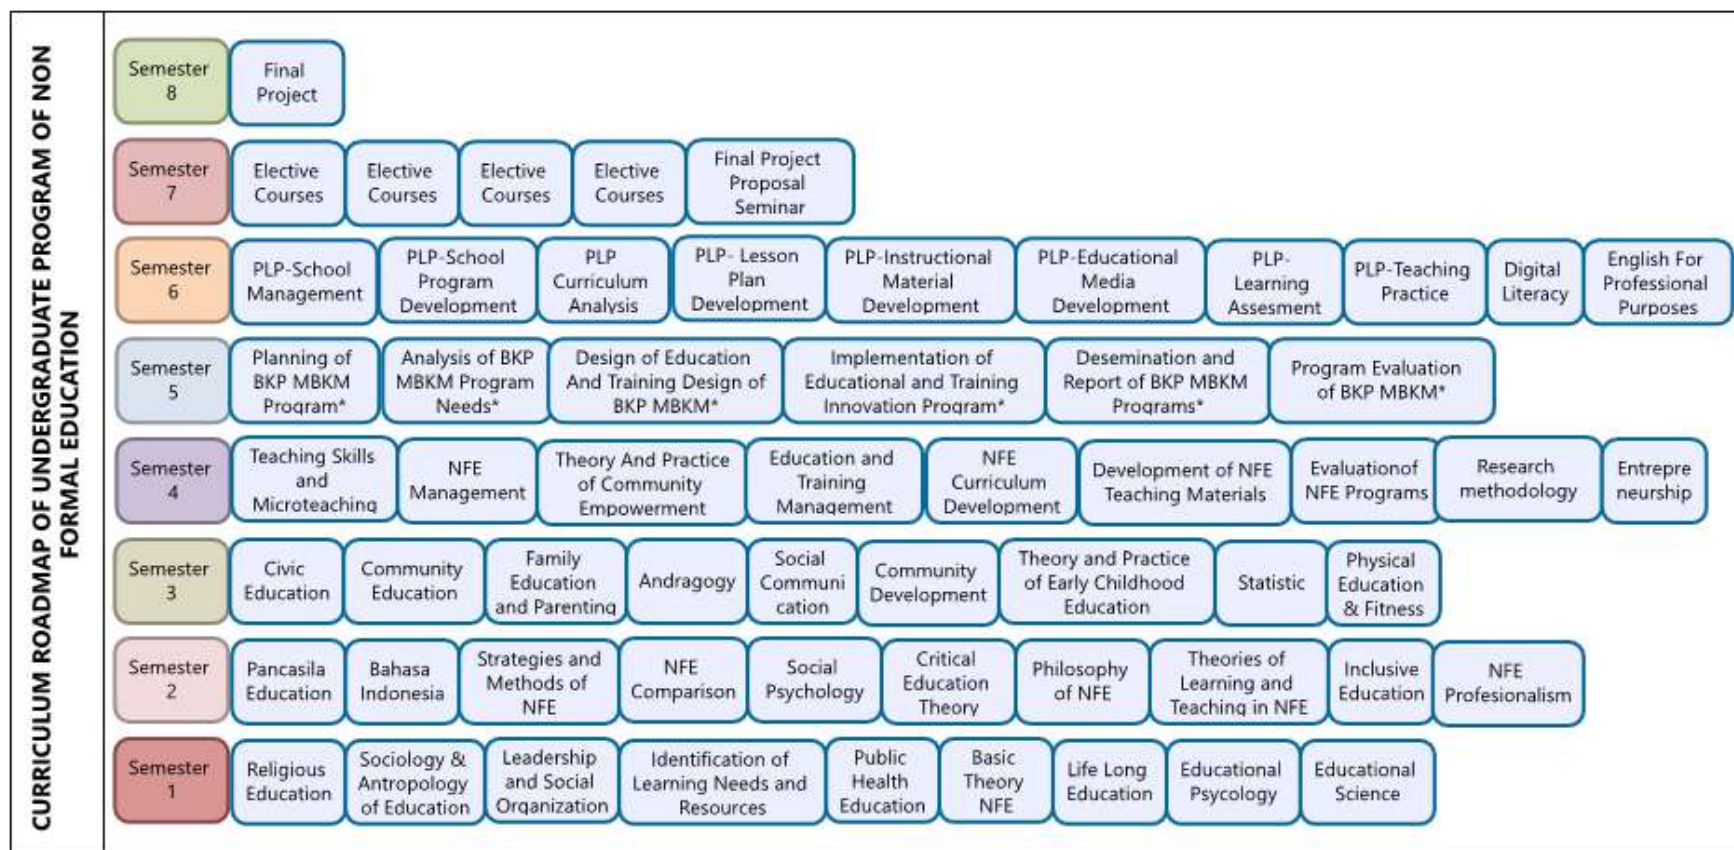 CURRICULUM ROADMAP OF UNDERGRADUATE PROGRAM OF NON
FORMAL EDUCATION
Semester
8
Final
Project
Semester
7
Elective
Courses
Elective
Courses
Elective
Courses
Elective
Courses
Final Project
Proposal
Seminar
Semester
6
PLP-School
Management
PLP-School
Program
Development
PLP
Curriculum
Analysis
PLP- Lesson
Plan
Development
PLP-Instructional
Material
Development
PLP-Educational
Media
Development
PLP-
Learning
Assesment
PLP-Teaching
Practice
Digital
Literacy
English For
Professional
Purposes
Semester
5
Planning of
BKP MBKM
Program*
Analysis of BKP
MBKM Program
Needs*
Design of Education
And Training Design of
BKP MBKM*
Implementation of
Educational and Training
Innovation Program*
Desemination and
Report of BKP MBKM
Programs*
Program Evaluation
of BKP MBKM*
Semester
4
Teaching Skills
and
Microteaching
NFE
Management
Theory And Practice
of Community
Empowerment
Education and
Training
Management
NFE
Curriculum
Development
Development of NFE
Teaching Materials
Evaluationof
NFE Programs
Research
methodology
Entrepre
neurship
Semester
3
Civic
Education
Community
Education
Family
Education
and Parenting
Andragogy
Social
Communi
cation
Community
Development
Theory and Practice
of Early Childhood
Education
Statistic
Physical
Education
& Fitness
Semester
2
Pancasila
Education
Bahasa
Indonesia
Strategies and
Methods of
NFE
NFE
Comparison
Social
Psychology
Critical
Education
Theory
Philosophy
of NFE
Theories of
Learning and
Teaching in NFE
Inclusive
Education
NFE
Profesionalism
Semester
1
Religious
Education
Sociology &
Antropology
of Education
Leadership
and Social
Organization
Identification of
Learning Needs and
Resources
Public
Health
Education
Basic
Theory
NFE
Life Long
Education
Educational
Psycology
Educational
Science